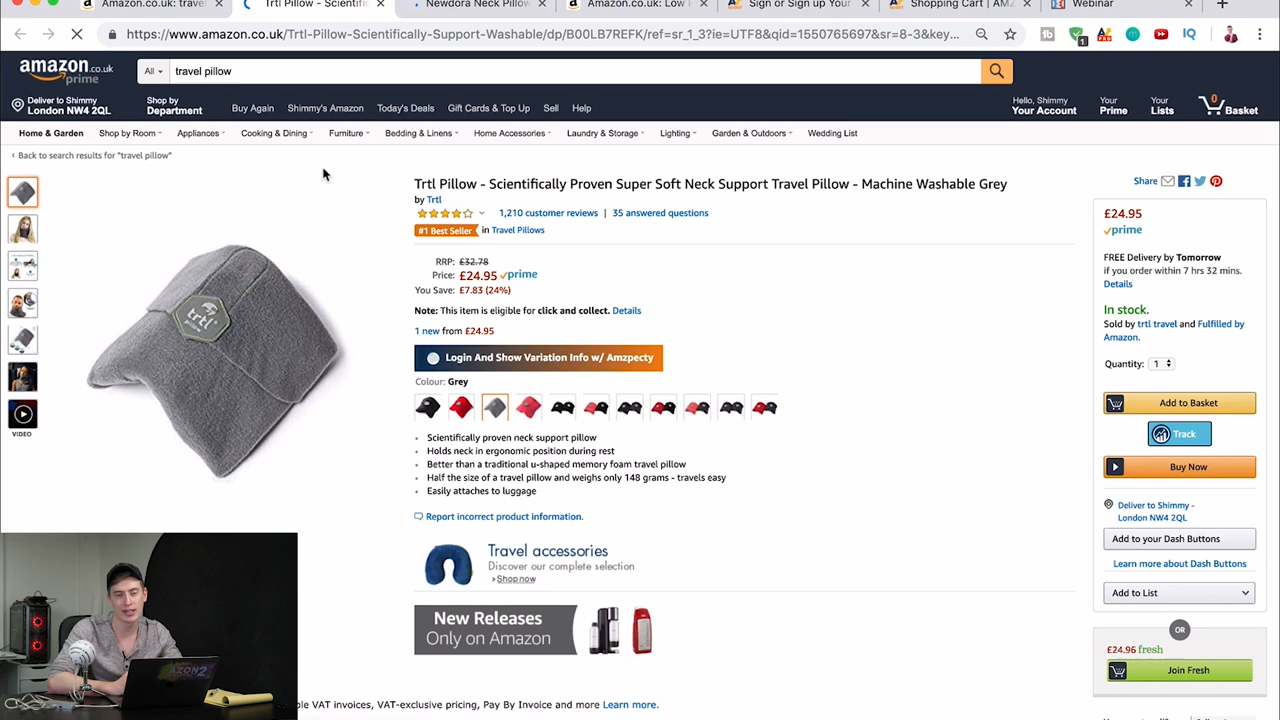 Amazon.co.uk: travel
Trtl Pillow - Scientific
Newdora Neck Pillow
Amazon.co.uk: Low
Sign or Sign up Your
Shopping Cart | AMZ
Webinar
https://www.amazon.co.uk/Trtl-Pillow-Scientifically-Support-Washable/dp/B00LB7REFK/ref=sr_1_3?ie=UTF8&qid=1550765697&sr=8-3&key...
1
IQ
amazon.co.uk
prime
All
travel pillow
Deliver to Shimmy
London NW4 2QL
Shop by
Department
Buy Again
Shimmy's Amazon
Today's Deals
Gift Cards & Top Up
Sell
Help
Hello, Shimmy
Your Account
Your
Prime
Your
Lists
0
Basket
Home & Garden
Shop by Room
Appliances
Cooking & Dining
Furniture
Bedding & Linens
Home Accessories
Laundry & Storage
Lighting
Garden & Outdoors
Wedding List
‹ Back to search results for "travel pillow"
VIDEO
trtl
Trtl Pillow - Scientifically Proven Super Soft Neck Support Travel Pillow - Machine Washable Grey
by Trtl
1,210 customer reviews | 35 answered questions
#1 Best Seller in Travel Pillows
RRP: £32.78
Price: £24.95 prime
You Save: £7.83 (24%)
Note: This item is eligible for click and collect. Details
1 new from £24.95
Login And Show Variation Info w/ Amzpecty
Colour: Grey
Scientifically proven neck support pillow
Holds neck in ergonomic position during rest
Better than a traditional u-shaped memory foam travel pillow
Half the size of a travel pillow and weighs only 148 grams - travels easy
Easily attaches to luggage
Report incorrect product information.
Travel accessories
Discover our complete selection
›Shop now
New Releases
Only on Amazon
ble VAT invoices, VAT-exclusive pricing, Pay By Invoice and more Learn more.
Share
£24.95
prime
FREE Delivery by Tomorrow
if you order within 7 hrs 32 mins.
Details
In stock.
Sold by trtl travel and Fulfilled by
Amazon.
Quantity: 1
Add to Basket
Track
Buy Now
Deliver to Shimmy -
London NW4 2QL
Add to your Dash Buttons
Learn more about Dash Buttons
Add to List
OR
£24.96 fresh
Join Fresh
AZON2